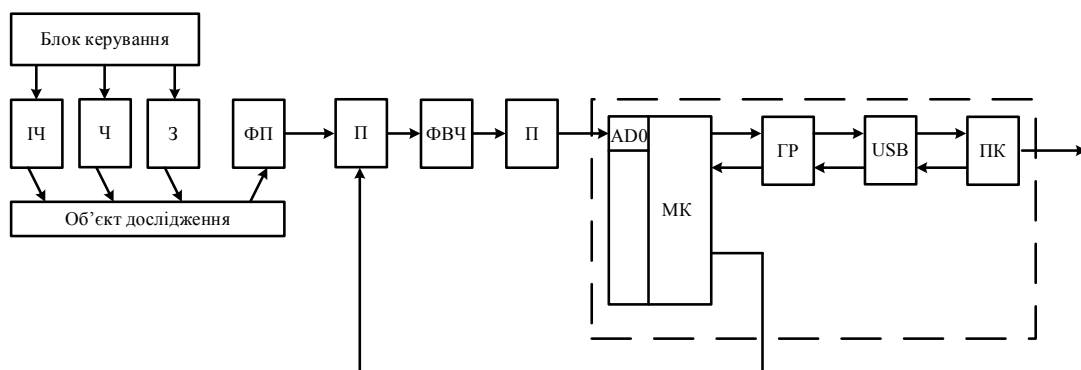 Блок керування
ІЧ
Ч
З
ФП
П
ФВЧ
П
AD0
МК
ГР
USB
ПК
Об’єкт дослідження